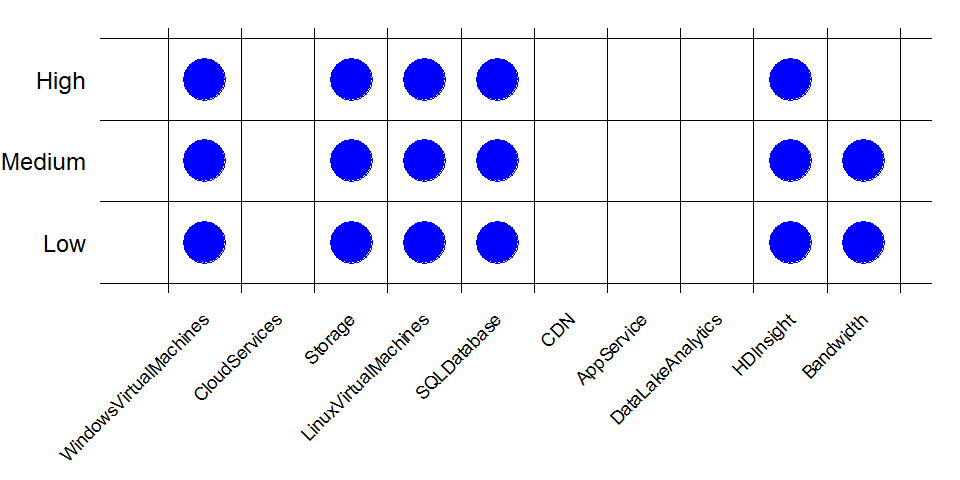 High
Medium
Low
WindowsVirtualMachines
CloudServices
Storage
LinuxVirtualMachines
SQLDatabase
CDN
AppService
DataLakeAnalytics
HDInsight
Bandwidth